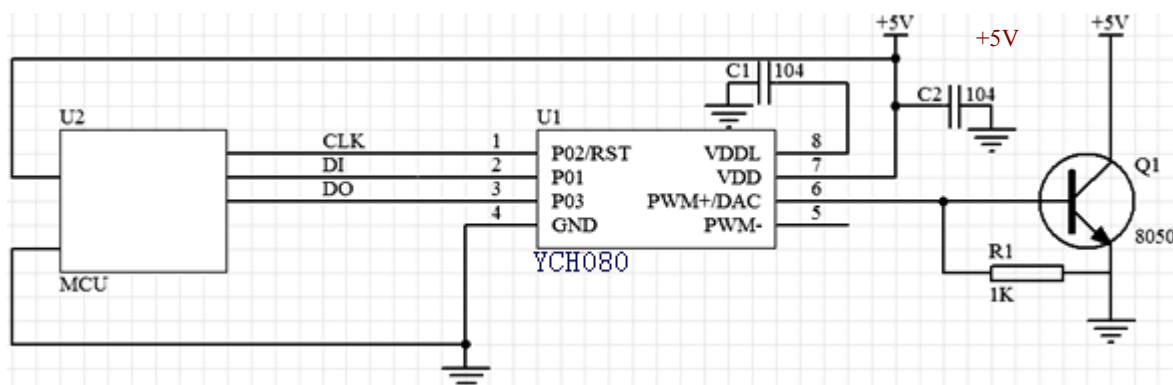 +5V
+5V
+5V
C1
104
C2
104
U2
U1
CLK
1
P02/RST
VDDL
8
DI
2
P01
VDD
7
DO
3
P03
PWM+/DAC
6
4
GND
PWM-
5
Q1
8050
YCH080
MCU
R1
1K